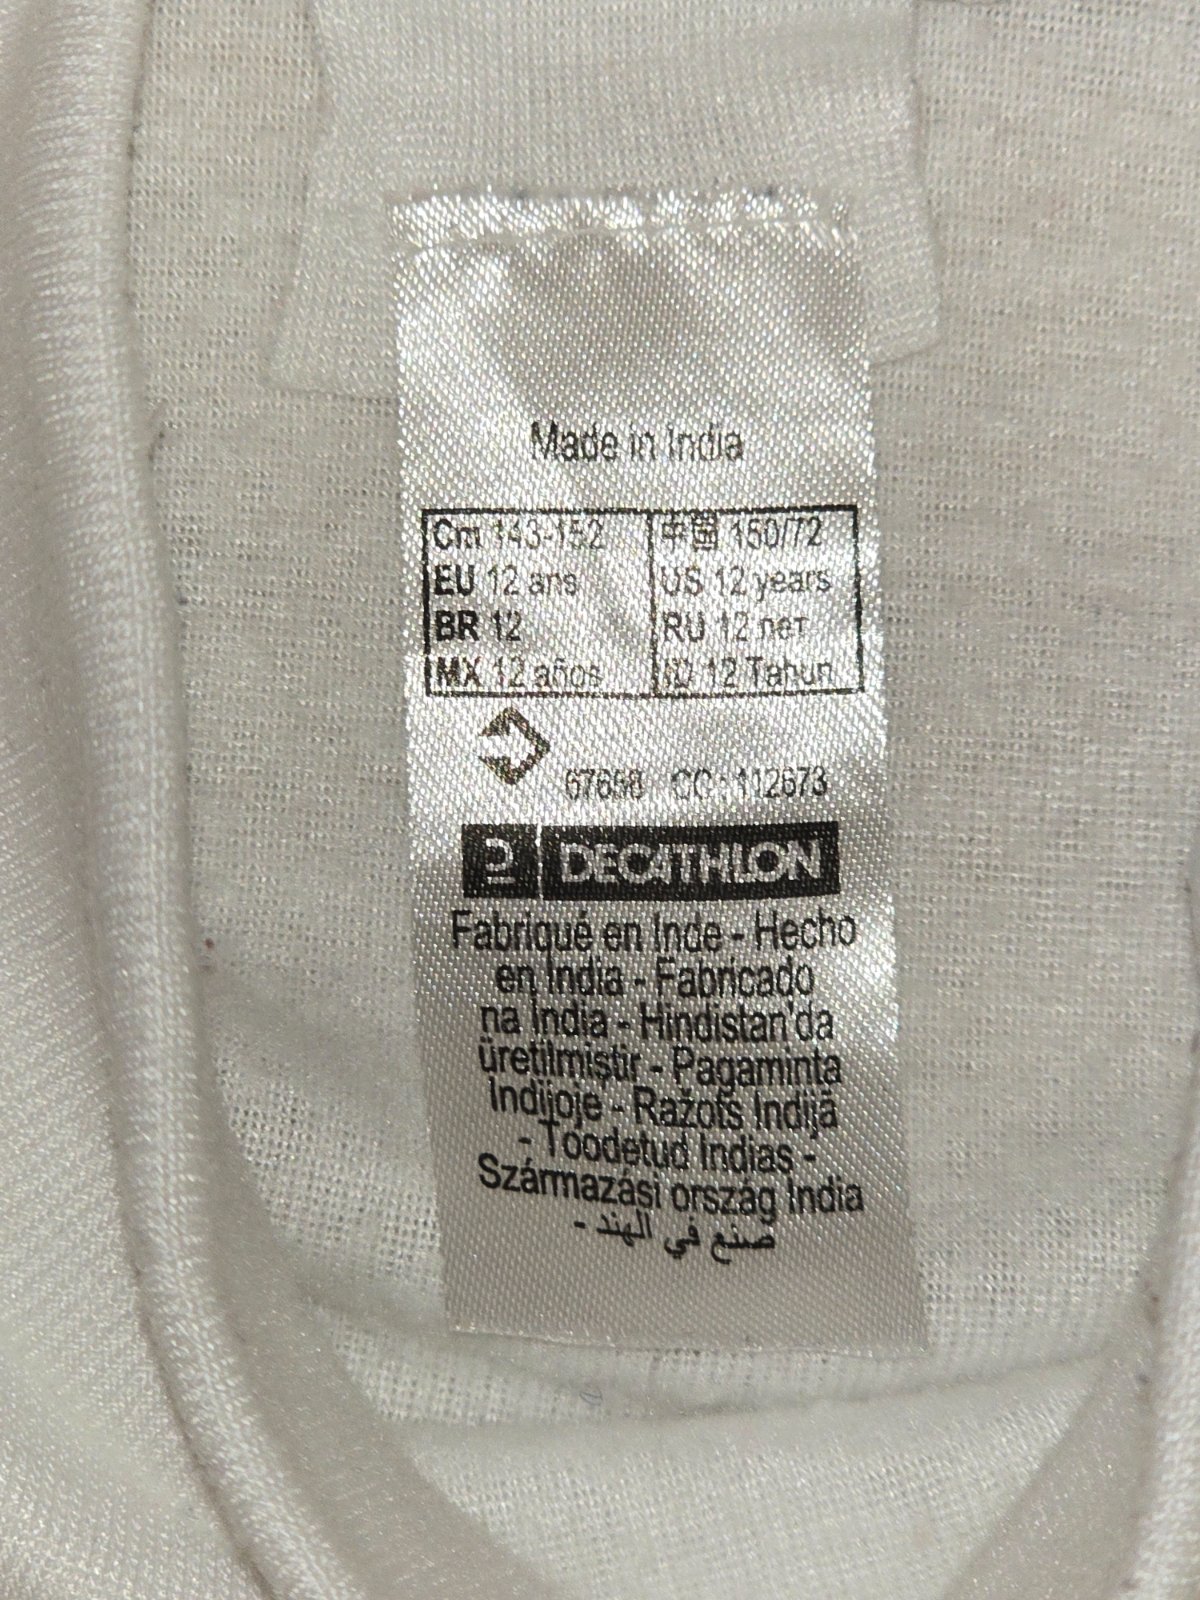 Made in India
Cm 143-152 中国 150/72
EU 12 ans US 12 years
BR 12 RU 12 лет
MX 12 años ID 12 Tahun
67698 CC : 112673
DECATHLON
Fabriqué en Inde - Hecho
en India - Fabricado
na Índia - Hindistan'da
üretilmiştir - Pagaminta
Indijoje - Ražots Indijā
- Toodetud Indias -
Származási ország India
صنع في الهند -